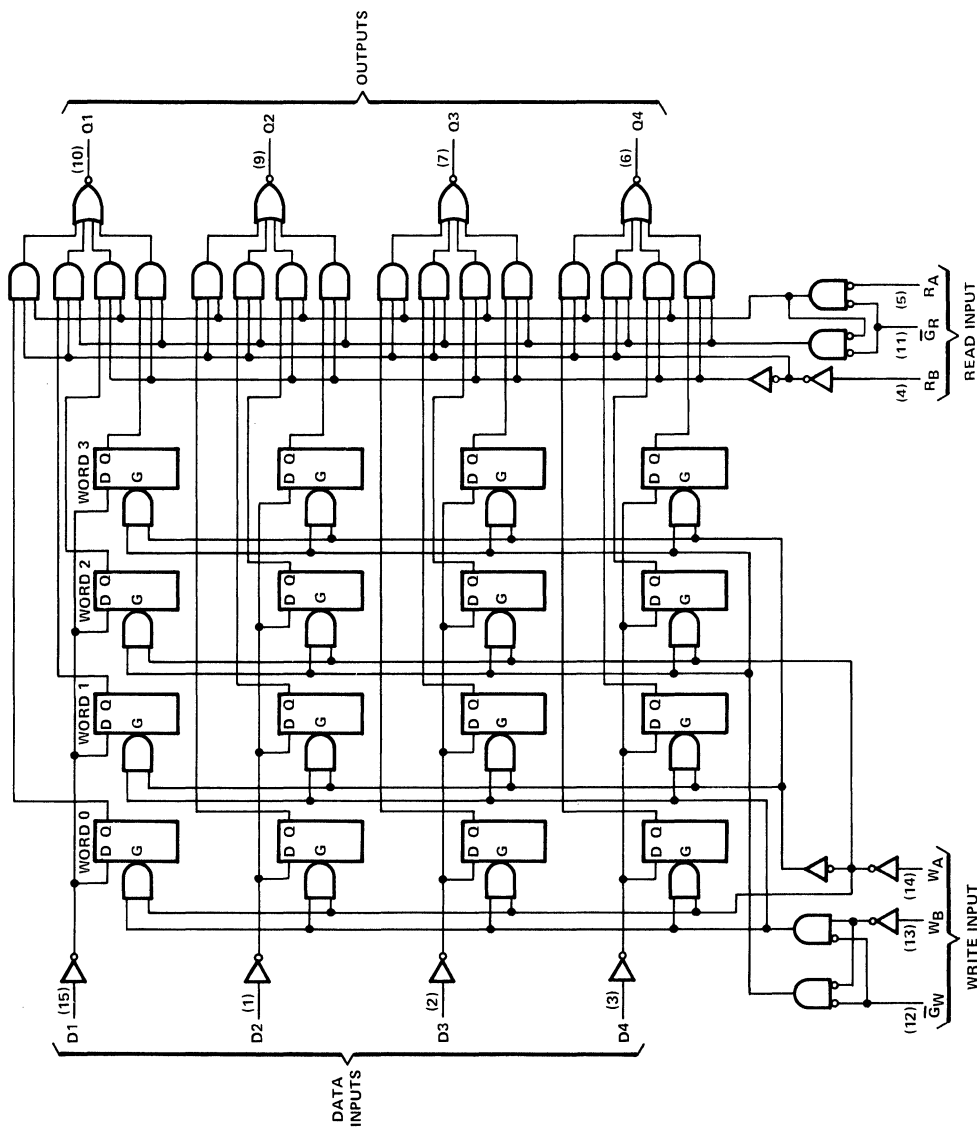 WORD 0
WORD 1
WORD 2
WORD 3
DATA
INPUTS
D1
(15)
D2
(1)
D3
(2)
D4
(3)
D Q
G
D Q
G
D Q
G
D Q
G
D Q
G
D Q
G
D Q
G
D Q
G
D Q
G
D Q
G
D Q
G
D Q
G
D Q
G
D Q
G
D Q
G
D Q
G
(10) Q1
(9) Q2
(7) Q3
(6) Q4
OUTPUTS
(12)
G̅W
(13)
WB
(14)
WA
WRITE INPUT
(4)
RB
(11)
G̅R
(5)
RA
READ INPUT